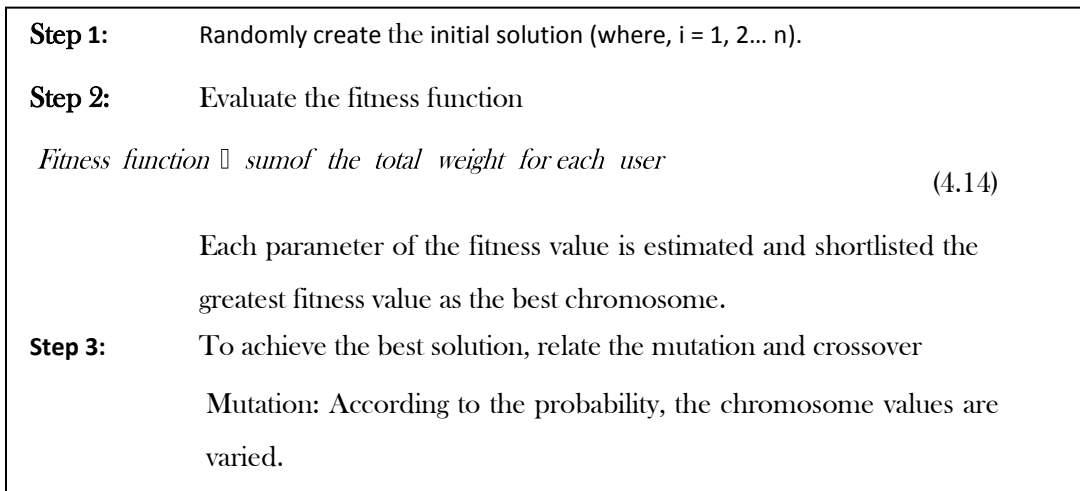 Step 1: Randomly create the initial solution (where, i = 1, 2... n).
Step 2: Evaluate the fitness function
Fitness function ▯ sumof the total weight for each user
(4.14)
Each parameter of the fitness value is estimated and shortlisted the
greatest fitness value as the best chromosome.
Step 3: To achieve the best solution, relate the mutation and crossover
Mutation: According to the probability, the chromosome values are
varied.